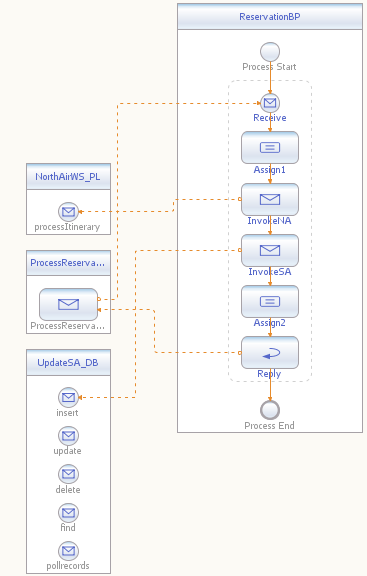 ReservationBP
Process Start
Receive
Assign1
NorthAirWS_PL
processItinerary
InvokeNA
InvokeSA
ProcessReserva...
ProcessReserva...
Assign2
UpdateSA_DB
Reply
insert
Process End
update
delete
find
pollrecords